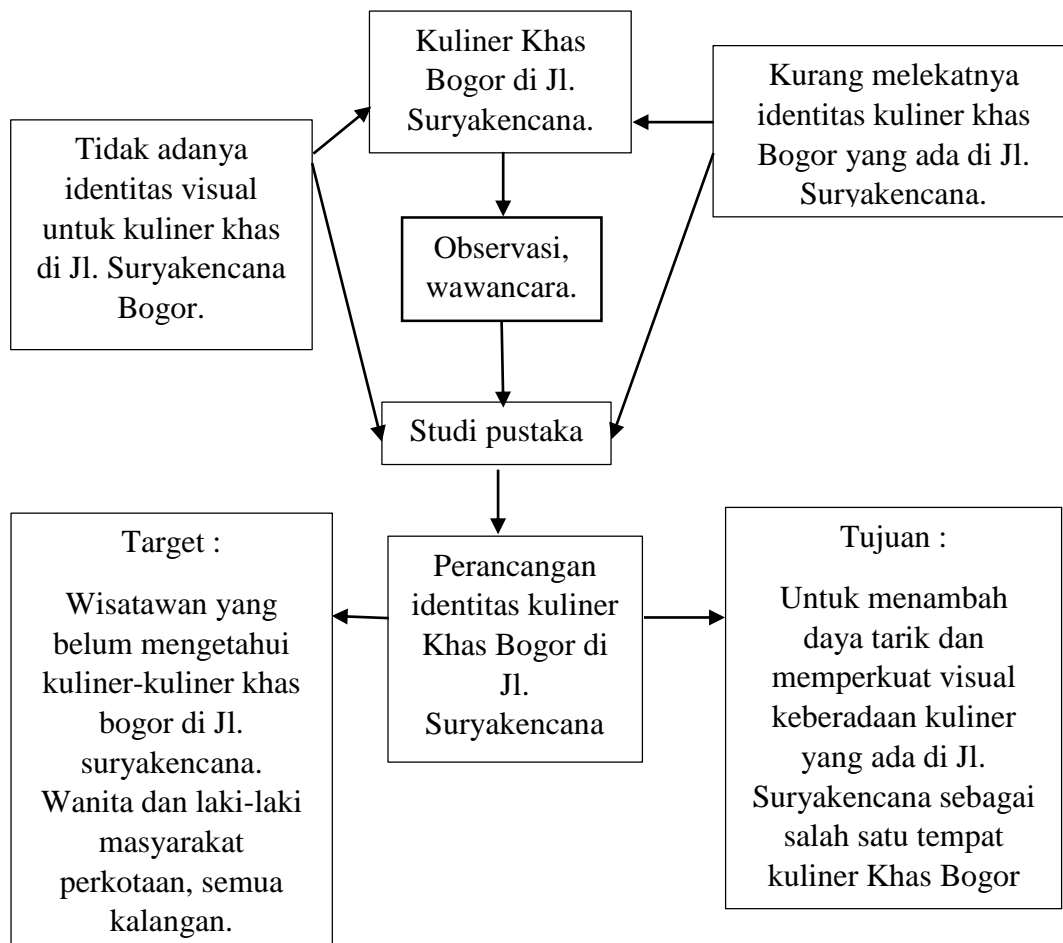 Kuliner Khas
Bogor di Jl.
Suryakencana.
Kurang melekatnya
identitas kuliner khas
Bogor yang ada di Jl.
Suryakencana.
Tidak adanya
identitas visual
untuk kuliner khas
di Jl. Suryakencana
Bogor.
Observasi,
wawancara.
Studi pustaka
Target :
Wisatawan yang
belum mengetahui
kuliner-kuliner khas
bogor di Jl.
suryakencana.
Wanita dan laki-laki
masyarakat
perkotaan, semua
kalangan.
Perancangan
identitas kuliner
Khas Bogor di
Jl.
Suryakencana
Tujuan :
Untuk menambah
daya tarik dan
memperkuat visual
keberadaan kuliner
yang ada di Jl.
Suryakencana sebagai
salah satu tempat
kuliner Khas Bogor